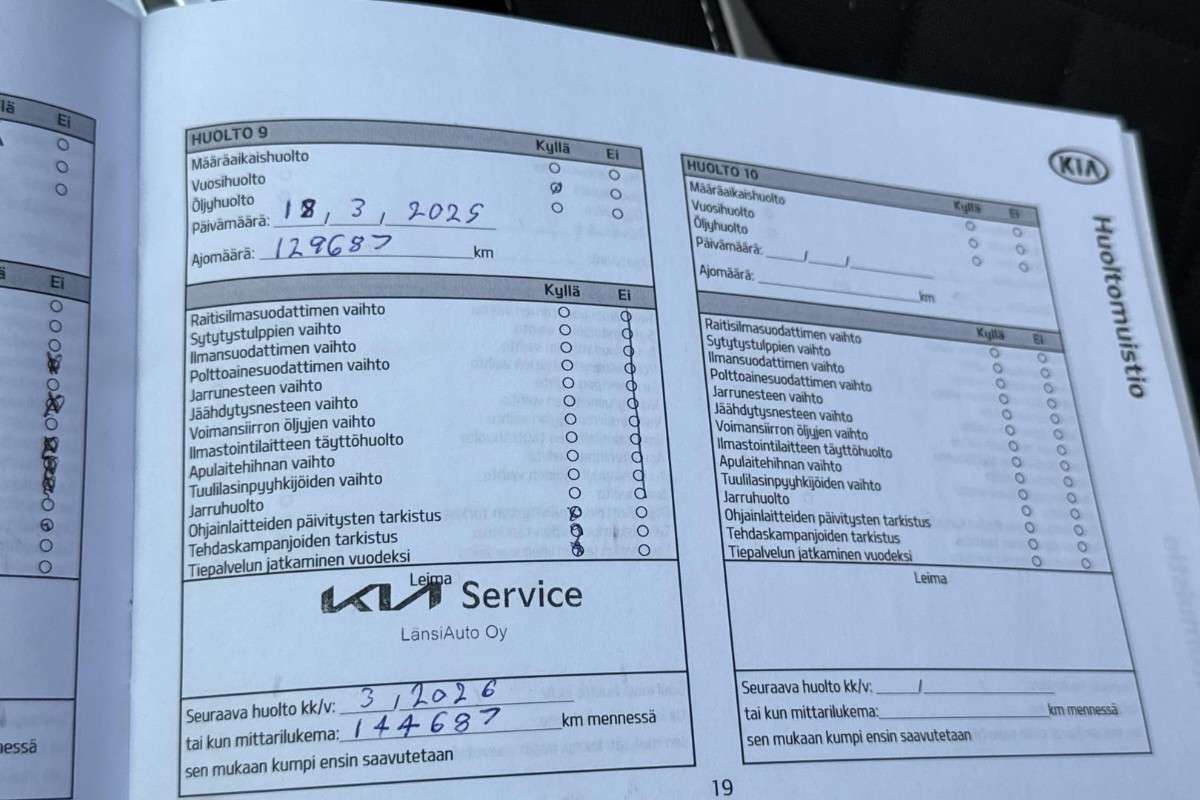 llä Ei
Ei
nessä
HUOLTO 9 Kyllä Ei
Määräaikaishuolto
Vuosihuolto
Öljyhuolto
Päivämäärä: 18, 3, 2025
Ajomäärä: 129687 km
Kyllä Ei
Raitisilmasuodattimen vaihto
Sytytystulppien vaihto
Ilmansuodattimen vaihto
Polttoainesuodattimen vaihto
Jarrunesteen vaihto
Jäähdytysnesteen vaihto
Voimansiirron öljyjen vaihto
Ilmastointilaitteen täyttöhuolto
Apulaitehihnan vaihto
Tuulilasinpyyhkijöiden vaihto
Jarruhuolto
Ohjainlaitteiden päivitysten tarkistus
Tehdaskampanjoiden tarkistus
Tiepalvelun jatkaminen vuodeksi
Leima
KIA Service
LänsiAuto Oy
Seuraava huolto kk/v: 3, 2026
tai kun mittarilukema: 144687 km mennessä
sen mukaan kumpi ensin saavutetaan
HUOLTO 10
Kyllä Ei
Määräaikaishuolto
Vuosihuolto
Öljyhuolto
Päivämäärä: / /
Ajomäärä: km
Kyllä Ei
Raitisilmasuodattimen vaihto
Sytytystulppien vaihto
Ilmansuodattimen vaihto
Polttoainesuodattimen vaihto
Jarrunesteen vaihto
Jäähdytysnesteen vaihto
Voimansiirron öljyjen vaihto
Ilmastointilaitteen täyttöhuolto
Apulaitehihnan vaihto
Tuulilasinpyyhkijöiden vaihto
Jarruhuolto
Ohjainlaitteiden päivitysten tarkistus
Tehdaskampanjoiden tarkistus
Tiepalvelun jatkaminen vuodeksi
Leima
Seuraava huolto kk/v: /
tai kun mittarilukema: km mennessä
sen mukaan kumpi ensin saavutetaan
KIA
Huoltomuistio
19